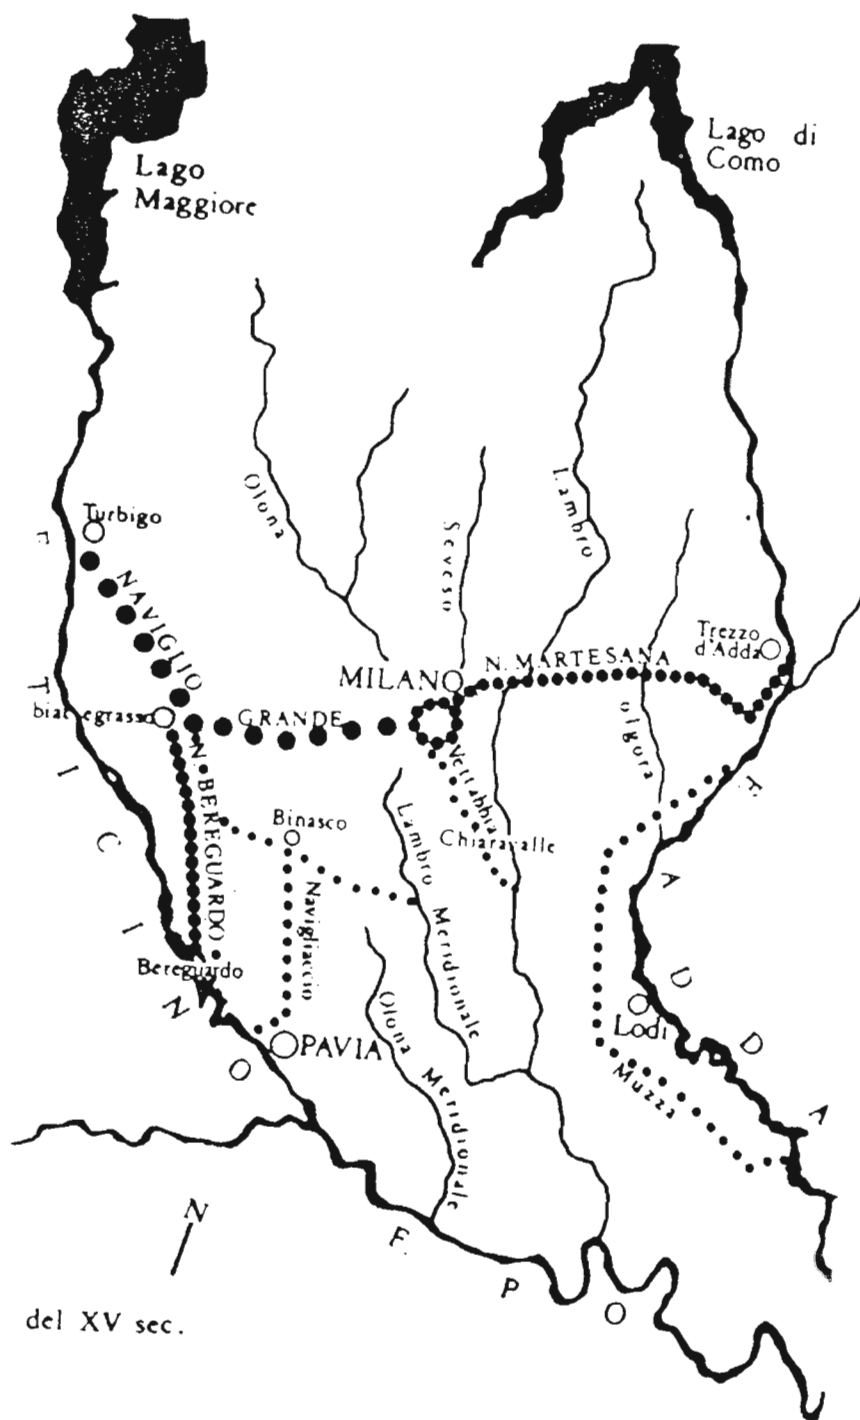 Lago
Maggiore
Lago di
Como
Olona
Seveso
Lambro
Turbigo
NAVIGLIO
GRANDE
MILANO
N. MARTESANA
Trezzo
d'Adda
F. TICINO
N. BEREGUARDO
Binasco
Navigliaccio
Vettabbia
Chiaravalle
Lambro Meridionale
Bereguardo
PAVIA
Olona Meridionale
F. ADDA
Lodi
Muzza
F. PO
N
del XV sec.